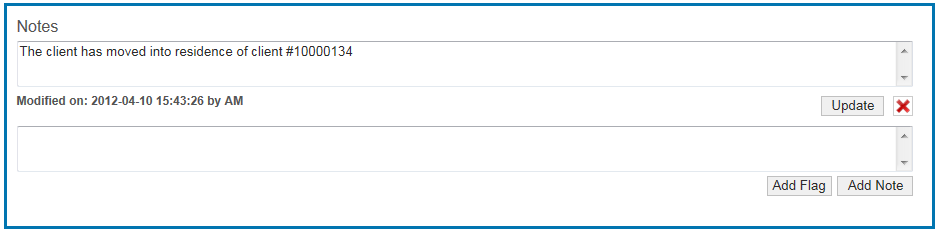 Notes
The client has moved into residence of client #10000134
Modified on: 2012-04-10 15:43:26 by AM
Update
Add Flag Add Note